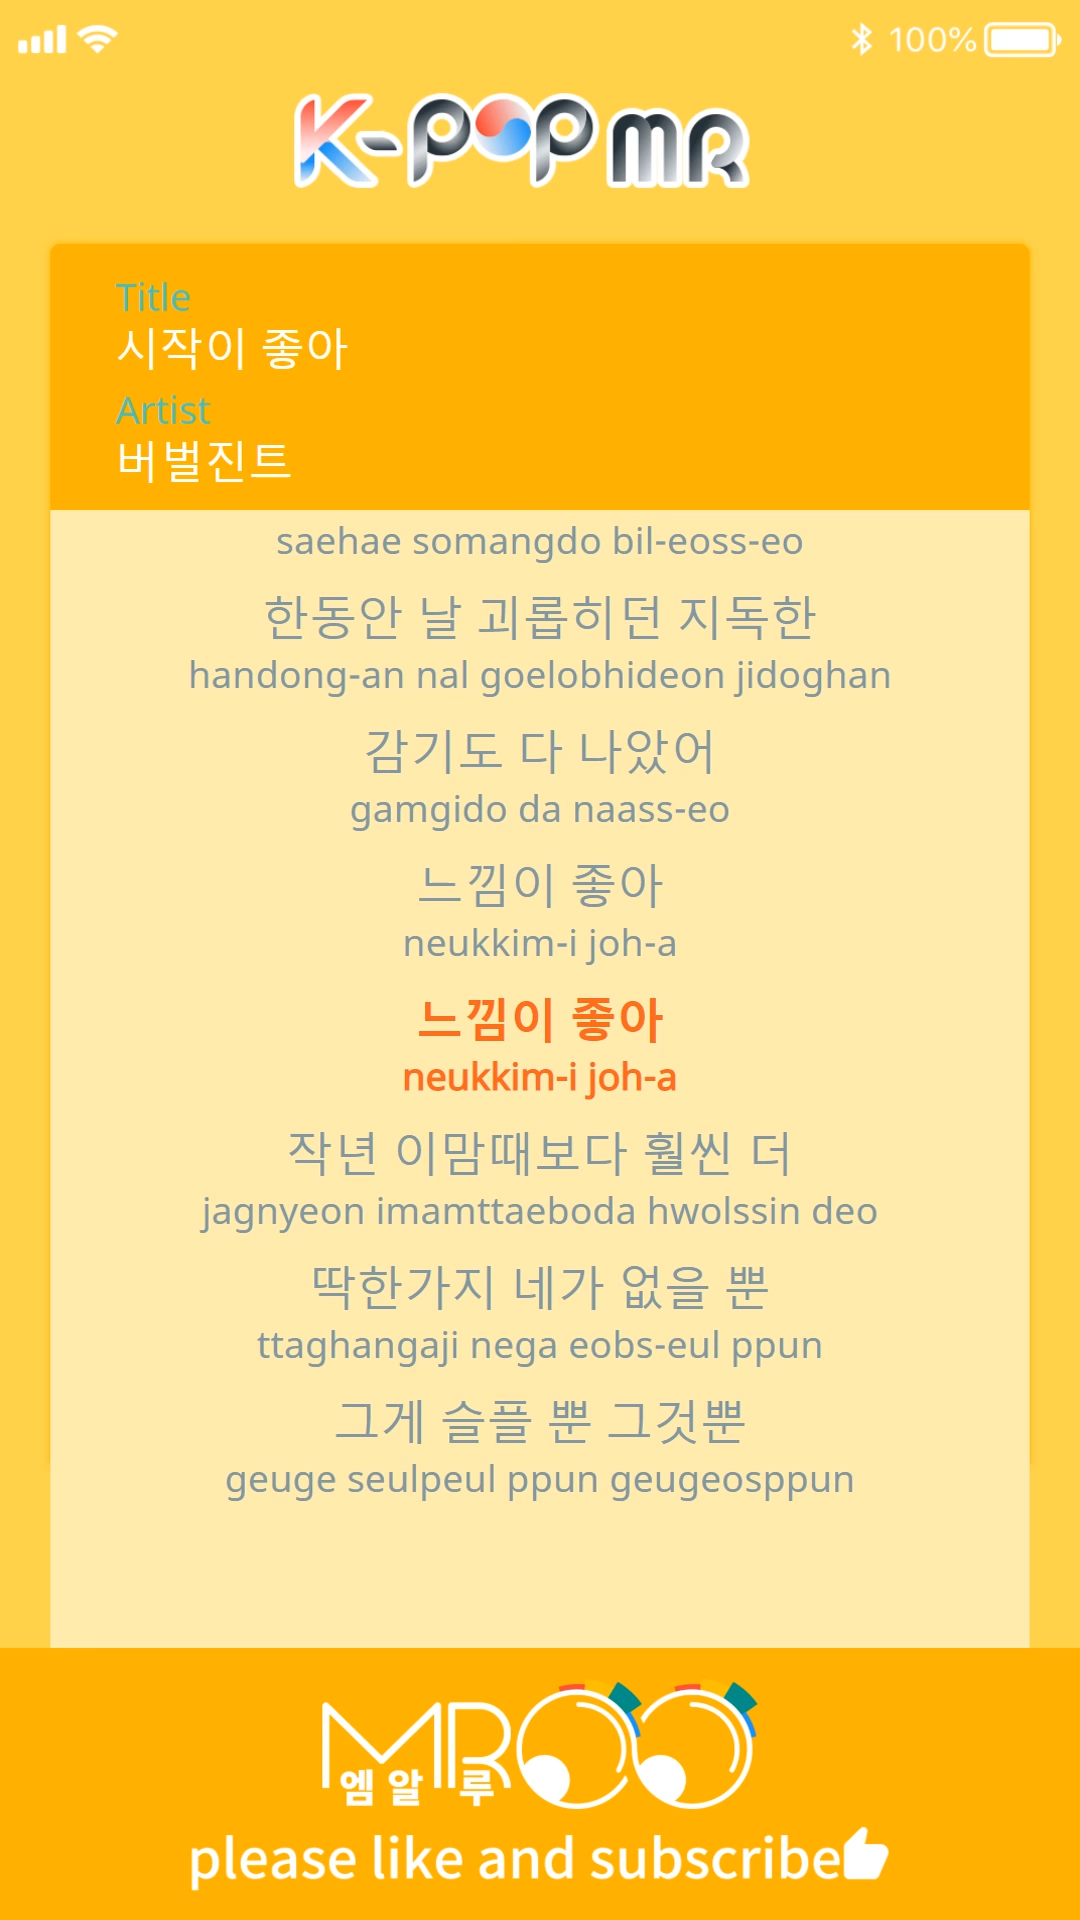 100%
K-POP MR
Title
시작이 좋아
Artist
버벌진트
saehae somangdo bil-eoss-eo
한동안 날 괴롭히던 지독한
handong-an nal goelobhideon jidoghan
감기도 다 나았어
gamgido da naass-eo
느낌이 좋아
neukkim-i joh-a
느낌이 좋아
neukkim-i joh-a
작년 이맘때보다 훨씬 더
jagnyeon imamttaeboda hwolssin deo
딱한가지 네가 없을 뿐
ttaghangaji nega eobs-eul ppun
그게 슬플 뿐 그것뿐
geuge seulpeul ppun geugeosppun
MROO
엠알루
please like and subscribe